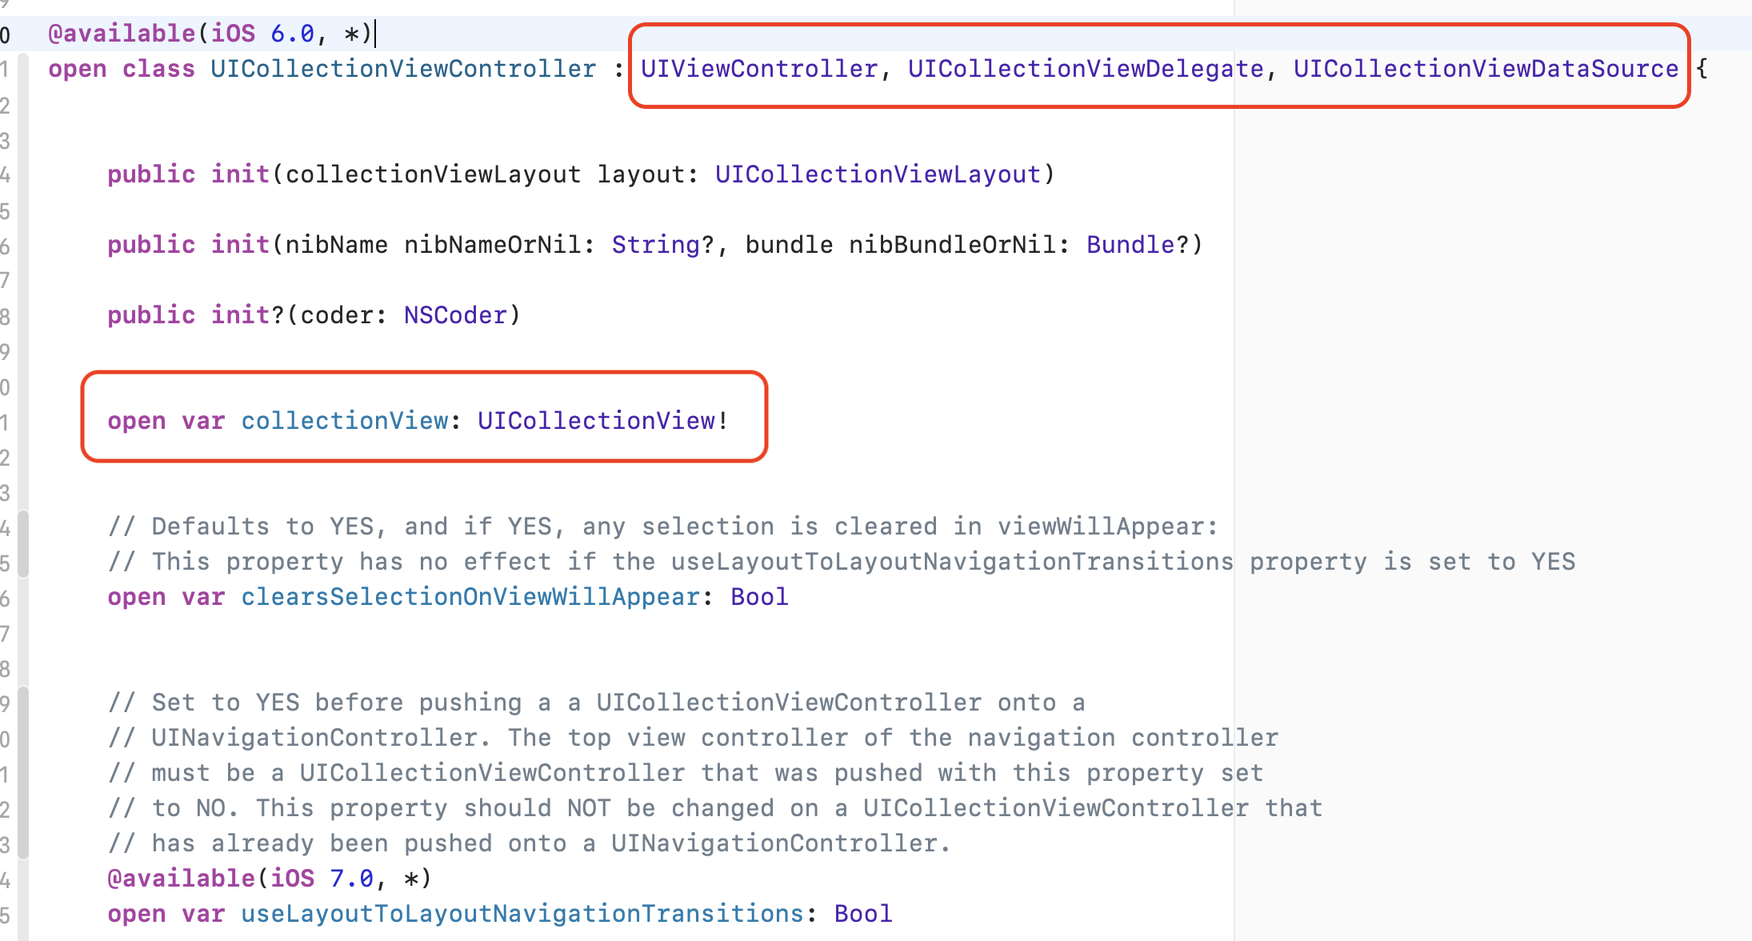 9
0 @available(iOS 6.0, *)
1 open class UICollectionViewController : UIViewController, UICollectionViewDelegate, UICollectionViewDataSource {
2
3
4 public init(collectionViewLayout layout: UICollectionViewLayout)
5
6 public init(nibName nibNameOrNil: String?, bundle nibBundleOrNil: Bundle?)
7
8 public init?(coder: NSCoder)
9
0
1 open var collectionView: UICollectionView!
2
3
4 // Defaults to YES, and if YES, any selection is cleared in viewWillAppear:
5 // This property has no effect if the useLayoutToLayoutNavigationTransitions property is set to YES
6 open var clearsSelectionOnViewWillAppear: Bool
7
8
9 // Set to YES before pushing a a UICollectionViewController onto a
0 // UINavigationController. The top view controller of the navigation controller
1 // must be a UICollectionViewController that was pushed with this property set
2 // to NO. This property should NOT be changed on a UICollectionViewController that
3 // has already been pushed onto a UINavigationController.
4 @available(iOS 7.0, *)
5 open var useLayoutToLayoutNavigationTransitions: Bool